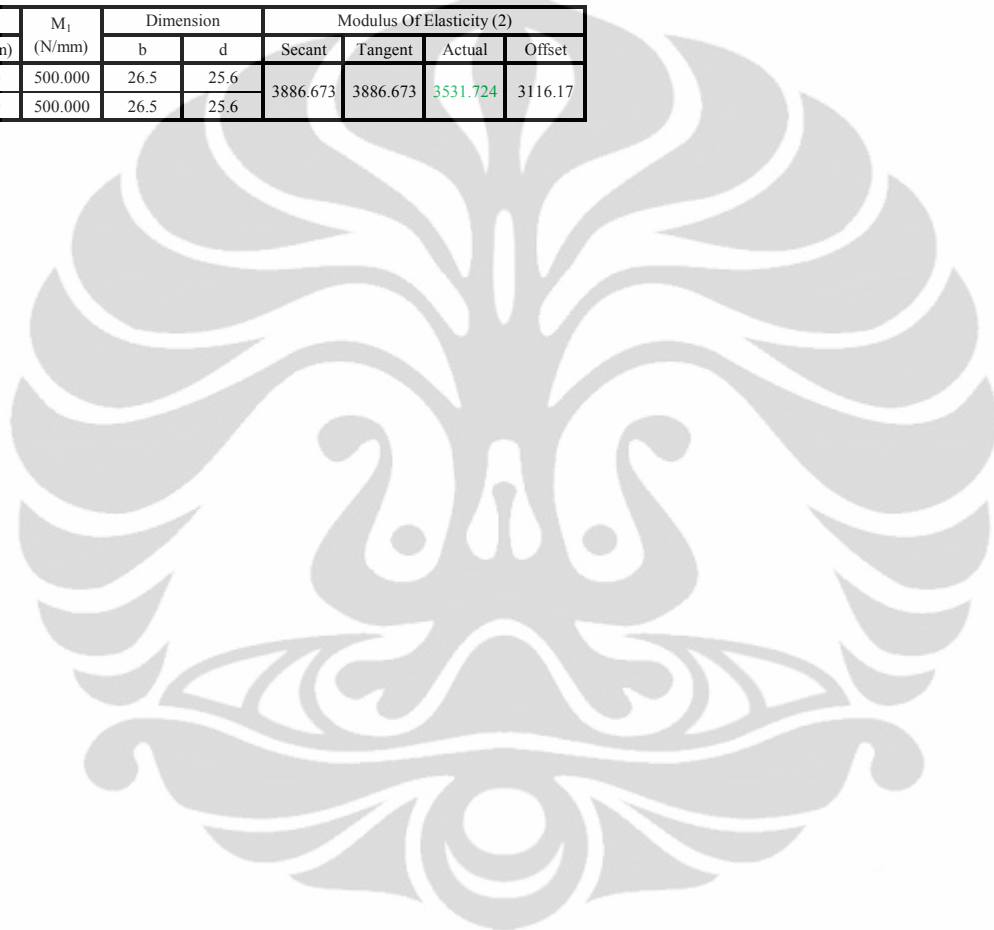 M₁ Dimension Modulus Of Elasticity (2)
(N/mm) b d Secant Tangent Actual Offset
500.000 26.5 25.6 3886.673 3886.673 3531.724 3116.17
500.000 26.5 25.6